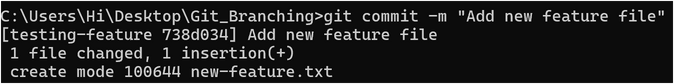 C:\Users\Hi\Desktop\Git_Branching>git commit -m "Add new feature file"
[testing-feature 738d034] Add new feature file
 1 file changed, 1 insertion(+)
 create mode 100644 new-feature.txt